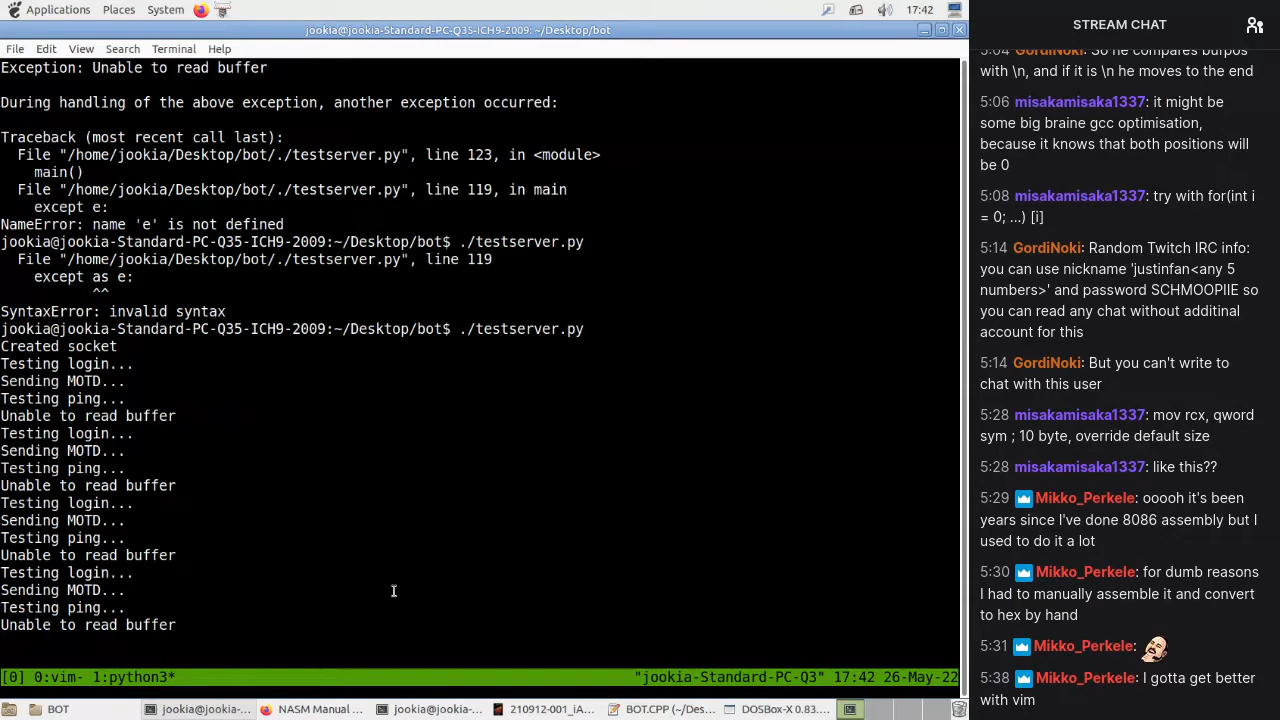 Applications Places System 17:42
jookia@jookia-Standard-PC-Q35-ICH9-2009: ~/Desktop/bot
File Edit View Search Terminal Help
Exception: Unable to read buffer
During handling of the above exception, another exception occurred:
Traceback (most recent call last):
File "/home/jookia/Desktop/bot/./testserver.py", line 123, in <module>
main()
File "/home/jookia/Desktop/bot/./testserver.py", line 119, in main
except e:
NameError: name 'e' is not defined
jookia@jookia-Standard-PC-Q35-ICH9-2009:~/Desktop/bot$ ./testserver.py
File "/home/jookia/Desktop/bot/./testserver.py", line 119
except as e:
^^
SyntaxError: invalid syntax
jookia@jookia-Standard-PC-Q35-ICH9-2009:~/Desktop/bot$ ./testserver.py
Created socket
Testing login...
Sending MOTD...
Testing ping...
Unable to read buffer
Testing login...
Sending MOTD...
Testing ping...
Unable to read buffer
Testing login...
Sending MOTD...
Testing ping...
Unable to read buffer
Testing login...
Sending MOTD...
Testing ping...
Unable to read buffer
[0] 0:vim- 1:python3* "jookia-Standard-PC-Q3" 17:42 26-May-22
BOT jookia@jookia-... NASM Manual ... jookia@jookia-... 210912-001_iA... BOT.CPP (~/Des... DOSBox-X 0.83....
STREAM CHAT
5:04 GordiNoki: So he compares bufpos
with \n, and if it is \n he moves to the end
5:06 misakamisaka1337: it might be
some big braine gcc optimisation,
because it knows that both positions will
be 0
5:08 misakamisaka1337: try with for(int i
= 0; ...) [i]
5:14 GordiNoki: Random Twitch IRC info:
you can use nickname 'justinfan<any 5
numbers>' and password SCHMOOPIIE so
you can read any chat without additinal
account for this
5:14 GordiNoki: But you can't write to
chat with this user
5:28 misakamisaka1337: mov rcx, qword
sym ; 10 byte, override default size
5:28 misakamisaka1337: like this??
5:29 Mikko_Perkele: ooooh it's been
years since I've done 8086 assembly but I
used to do it a lot
5:30 Mikko_Perkele: for dumb reasons
I had to manually assemble it and convert
to hex by hand
5:31 Mikko_Perkele:
5:38 Mikko_Perkele: I gotta get better
with vim